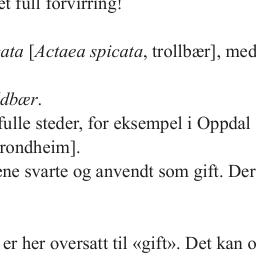 et full forvirring!
ata [Actaea spicata, trollbær], med
dbær.
fulle steder, for eksempel i Oppdal
rondheim].
ene svarte og anvendt som gift. Der
er her oversatt til «gift». Det kan o